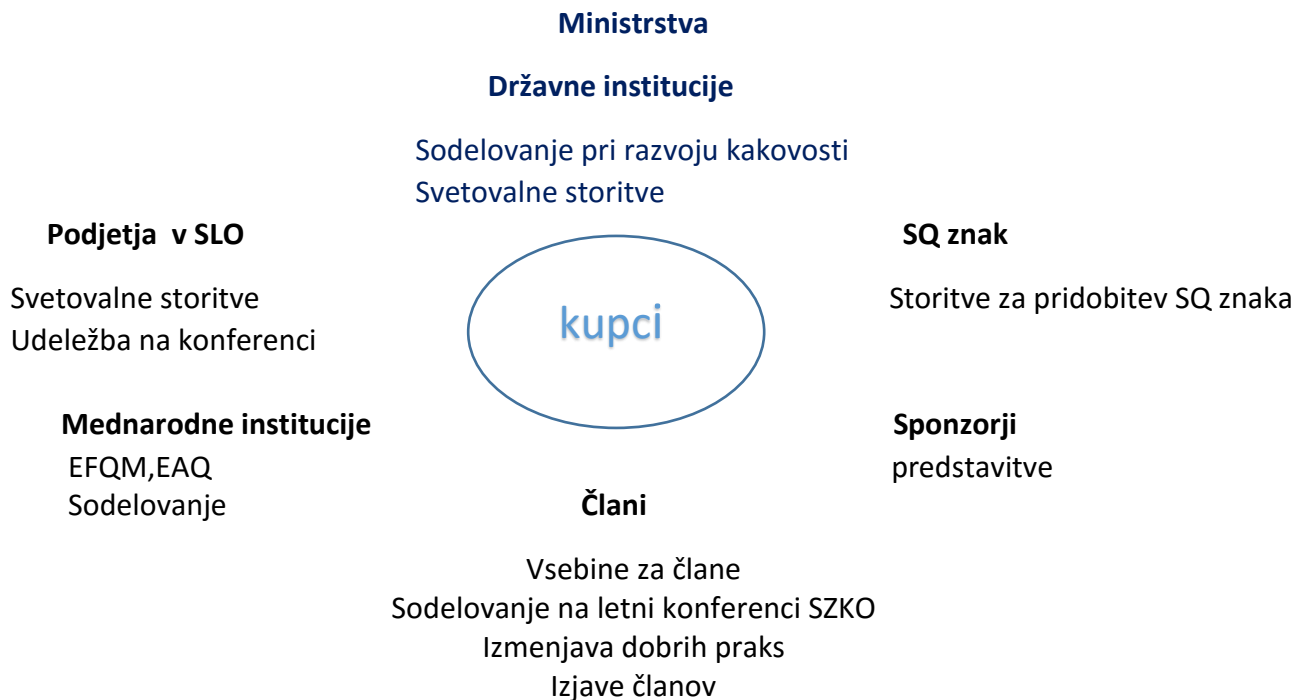 Ministrstva
Državne institucije
Sodelovanje pri razvoju kakovosti
Svetovalne storitve
Podjetja v SLO
Svetovalne storitve
Udeležba na konferenci
SQ znak
Storitve za pridobitev SQ znaka
kupci
Mednarodne institucije
EFQM,EAQ
Sodelovanje
Sponzorji
predstavitve
Člani
Vsebine za člane
Sodelovanje na letni konferenci SZKO
Izmenjava dobrih praks
Izjave članov